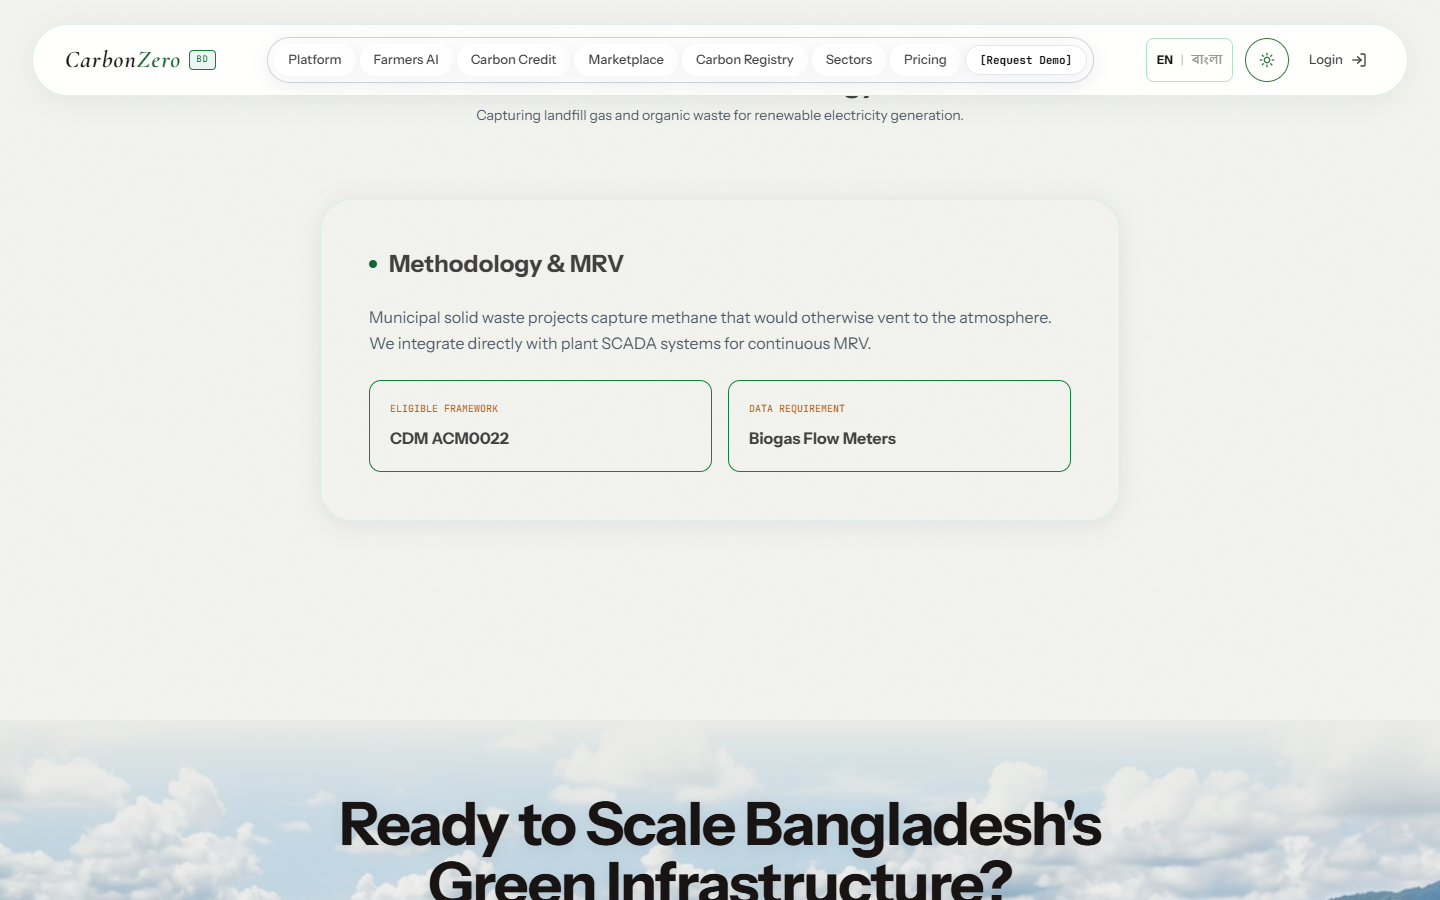 CarbonZero BD
Platform
Farmers AI
Carbon Credit
Marketplace
Carbon Registry
Sectors
Pricing
[Request Demo]
EN | বাংলা
Login
Capturing landfill gas and organic waste for renewable electricity generation.
Methodology & MRV
Municipal solid waste projects capture methane that would otherwise vent to the atmosphere.
We integrate directly with plant SCADA systems for continuous MRV.
ELIGIBLE FRAMEWORK
CDM ACM0022
DATA REQUIREMENT
Biogas Flow Meters
Ready to Scale Bangladesh's
Green Infrastructure?